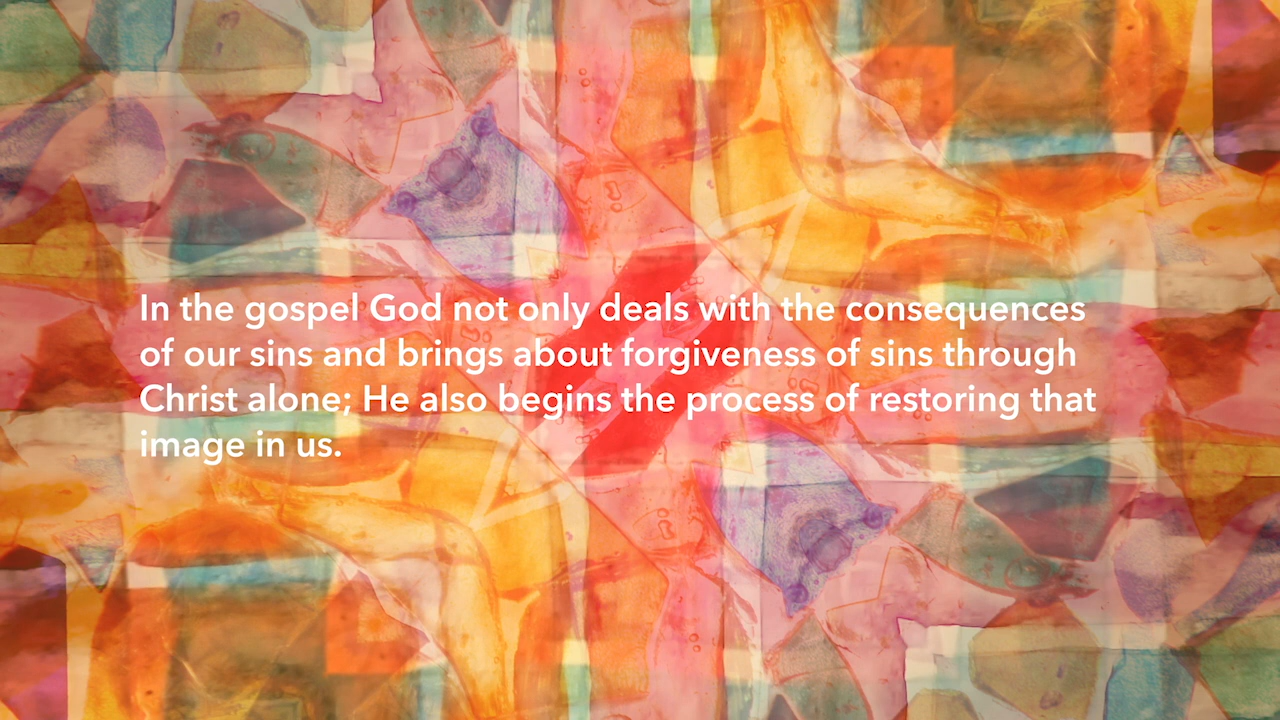 In the gospel God not only deals with the consequences
of our sins and brings about forgiveness of sins through
Christ alone; He also begins the process of restoring that
image in us.